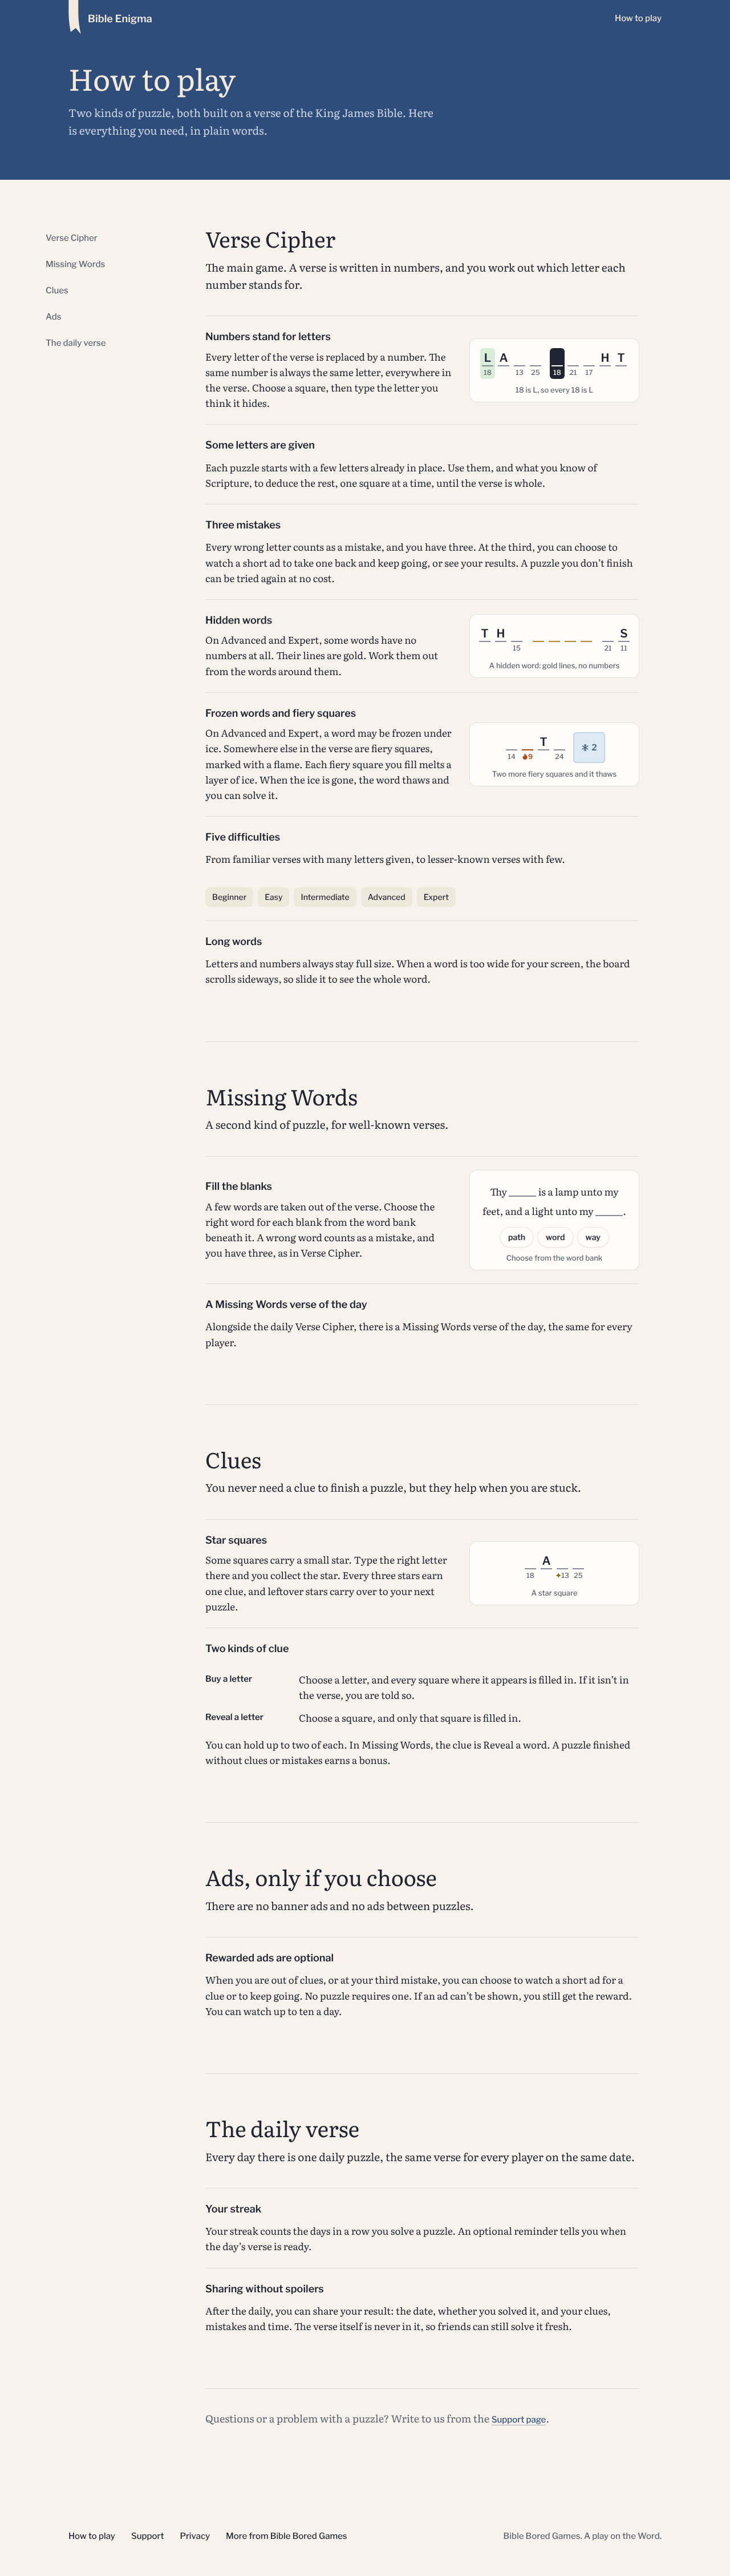 Bible Enigma
How to play
How to play
Two kinds of puzzle, both built on a verse of the King James Bible. Here
is everything you need, in plain words.
Verse Cipher
Missing Words
Clues
Ads
The daily verse
Verse Cipher
The main game. A verse is written in numbers, and you work out which letter each
number stands for.
Numbers stand for letters
Every letter of the verse is replaced by a number. The
same number is always the same letter, everywhere in
the verse. Choose a square, then type the letter you
think it hides.
L A H T
18 13 25 18 21 17
18 is L, so every 18 is L
Some letters are given
Each puzzle starts with a few letters already in place. Use them, and what you know of
Scripture, to deduce the rest, one square at a time, until the verse is whole.
Three mistakes
Every wrong letter counts as a mistake, and you have three. At the third, you can choose to
watch a short ad to take one back and keep going, or see your results. A puzzle you don’t finish
can be tried again at no cost.
Hidden words
On Advanced and Expert, some words have no
numbers at all. Their lines are gold. Work them out
from the words around them.
T H S
15 21 11
A hidden word: gold lines, no numbers
Frozen words and fiery squares
On Advanced and Expert, a word may be frozen under
ice. Somewhere else in the verse are fiery squares,
marked with a flame. Each fiery square you fill melts a
layer of ice. When the ice is gone, the word thaws and
you can solve it.
T
14 9 24
2
Two more fiery squares and it thaws
Five difficulties
From familiar verses with many letters given, to lesser-known verses with few.
Beginner Easy Intermediate Advanced Expert
Long words
Letters and numbers always stay full size. When a word is too wide for your screen, the board
scrolls sideways, so slide it to see the whole word.
Missing Words
A second kind of puzzle, for well-known verses.
Fill the blanks
A few words are taken out of the verse. Choose the
right word for each blank from the word bank
beneath it. A wrong word counts as a mistake, and
you have three, as in Verse Cipher.
Thy ______ is a lamp unto my
feet, and a light unto my ______.
path word way
Choose from the word bank
A Missing Words verse of the day
Alongside the daily Verse Cipher, there is a Missing Words verse of the day, the same for every
player.
Clues
You never need a clue to finish a puzzle, but they help when you are stuck.
Star squares
Some squares carry a small star. Type the right letter
there and you collect the star. Every three stars earn
one clue, and leftover stars carry over to your next
puzzle.
A
18 ✦13 25
A star square
Two kinds of clue
Buy a letter
Choose a letter, and every square where it appears is filled in. If it isn’t in
the verse, you are told so.
Reveal a letter
Choose a square, and only that square is filled in.
You can hold up to two of each. In Missing Words, the clue is Reveal a word. A puzzle finished
without clues or mistakes earns a bonus.
Ads, only if you choose
There are no banner ads and no ads between puzzles.
Rewarded ads are optional
When you are out of clues, or at your third mistake, you can choose to watch a short ad for a
clue or to keep going. No puzzle requires one. If an ad can’t be shown, you still get the reward.
You can watch up to ten a day.
The daily verse
Every day there is one daily puzzle, the same verse for every player on the same date.
Your streak
Your streak counts the days in a row you solve a puzzle. An optional reminder tells you when
the day’s verse is ready.
Sharing without spoilers
After the daily, you can share your result: the date, whether you solved it, and your clues,
mistakes and time. The verse itself is never in it, so friends can still solve it fresh.
Questions or a problem with a puzzle? Write to us from the Support page.
How to play Support Privacy More from Bible Bored Games
Bible Bored Games. A play on the Word.